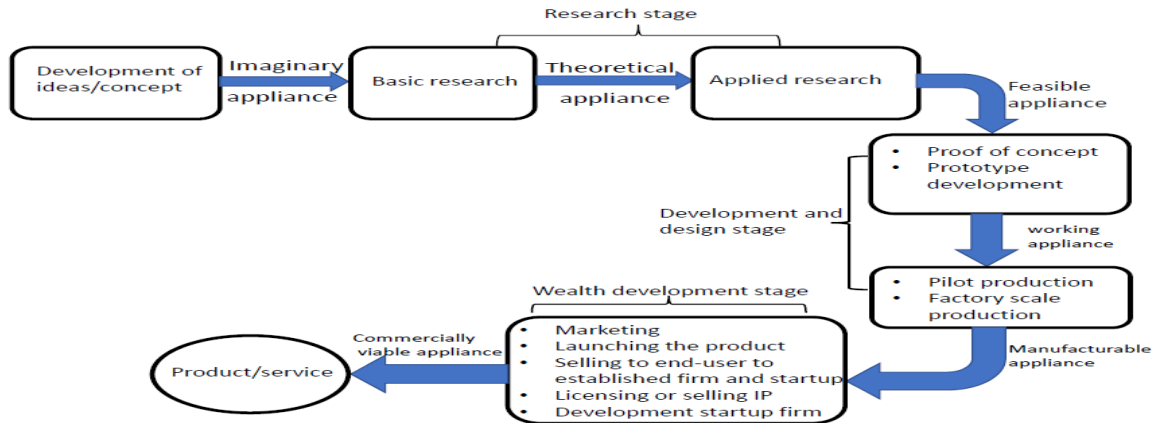 Research stage
Development of
ideas/concept
Imaginary
appliance
Basic research
Theoretical
appliance
Applied research
Feasible
appliance
• Proof of concept
• Prototype
development
Development and
design stage
working
appliance
• Pilot production
• Factory scale
production
Manufacturable
appliance
Wealth development stage
• Marketing
• Launching the product
• Selling to end-user to
established firm and startup
• Licensing or selling IP
• Development startup firm
Commercially
viable appliance
Product/service